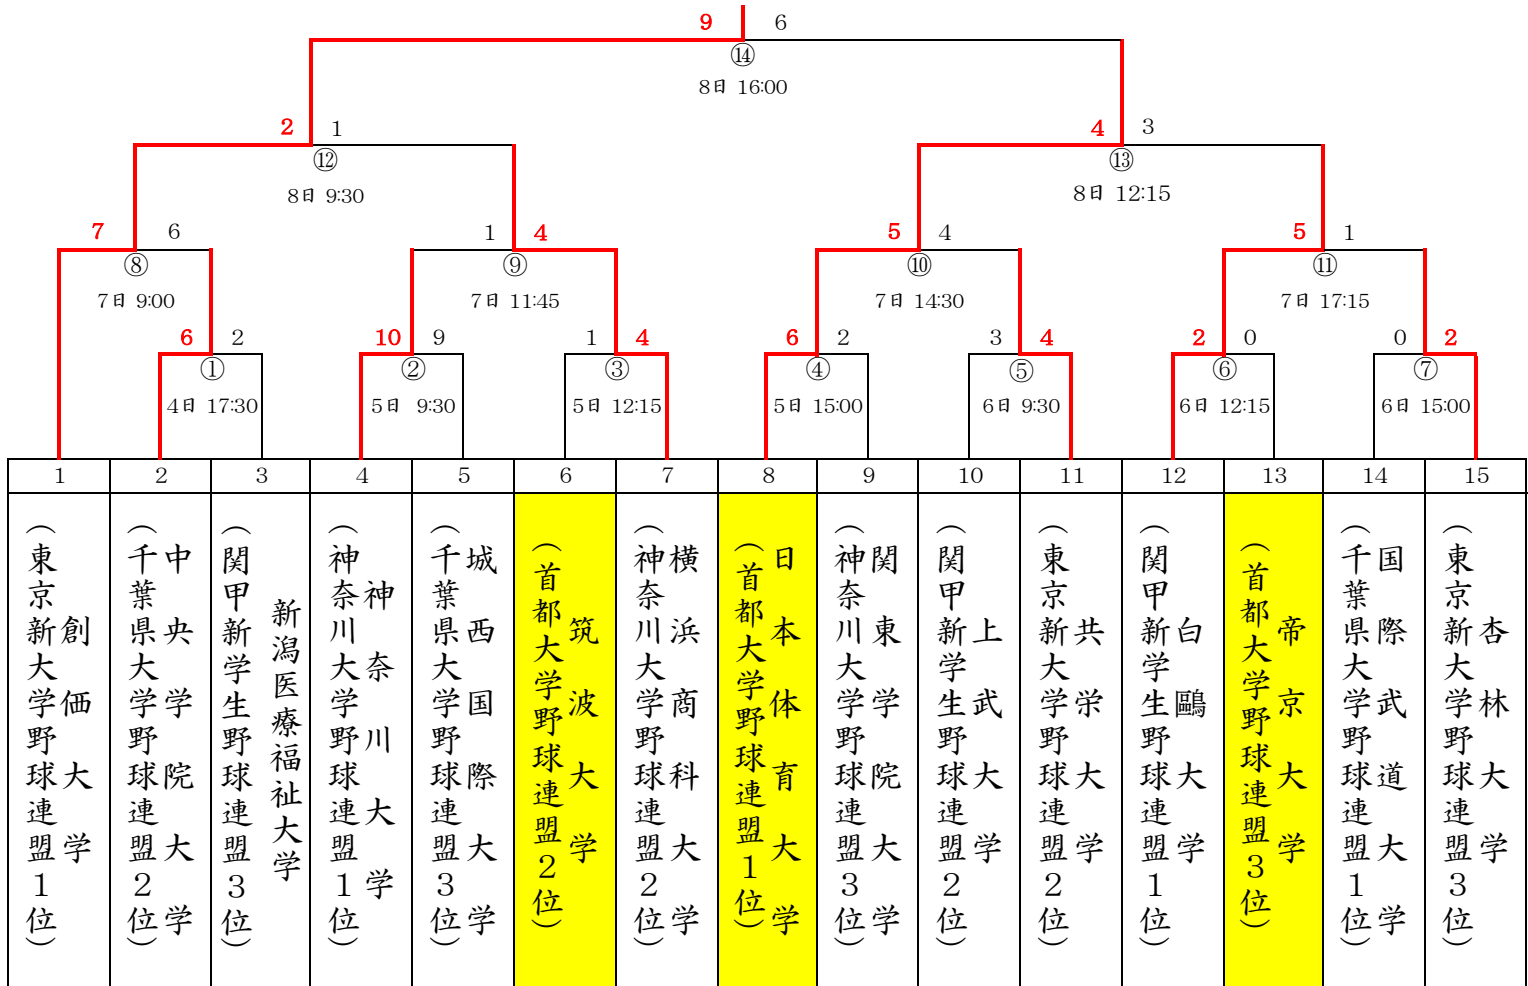 9 6
⑭
8日 16:00
2 1
4 3
⑫
⑬
8日 9:30
8日 12:15
7 6
1 4
5 4
5 1
⑧
⑨
⑩
⑪
7日 9:00
7日 11:45
7日 14:30
7日 17:15
6 2
10 9
1 4
6 2
3 4
2 0
0 2
①
②
③
④
⑤
⑥
⑦
4日 17:30
5日 9:30
5日 12:15
5日 15:00
6日 9:30
6日 12:15
6日 15:00
1 2 3 4 5 6 7 8 9 10 11 12 13 14 15
創価大学
(東京新大学野球連盟1位)
中央学院大学
(千葉県大学野球連盟2位)
新潟医療福祉大学
(関甲新学生野球連盟3位)
神奈川大学
(神奈川大学野球連盟1位)
城西国際大学
(千葉県大学野球連盟3位)
筑波大学
(首都大学野球連盟2位)
横浜商科大学
(神奈川大学野球連盟2位)
日本体育大学
(首都大学野球連盟1位)
関東学院大学
(神奈川大学野球連盟3位)
上武大学
(関甲新学生野球連盟2位)
共栄大学
(東京新大学野球連盟2位)
白鷗大学
(関甲新学生野球連盟1位)
帝京大学
(首都大学野球連盟3位)
国際武道大学
(千葉県大学野球連盟1位)
杏林大学
(東京新大学野球連盟3位)